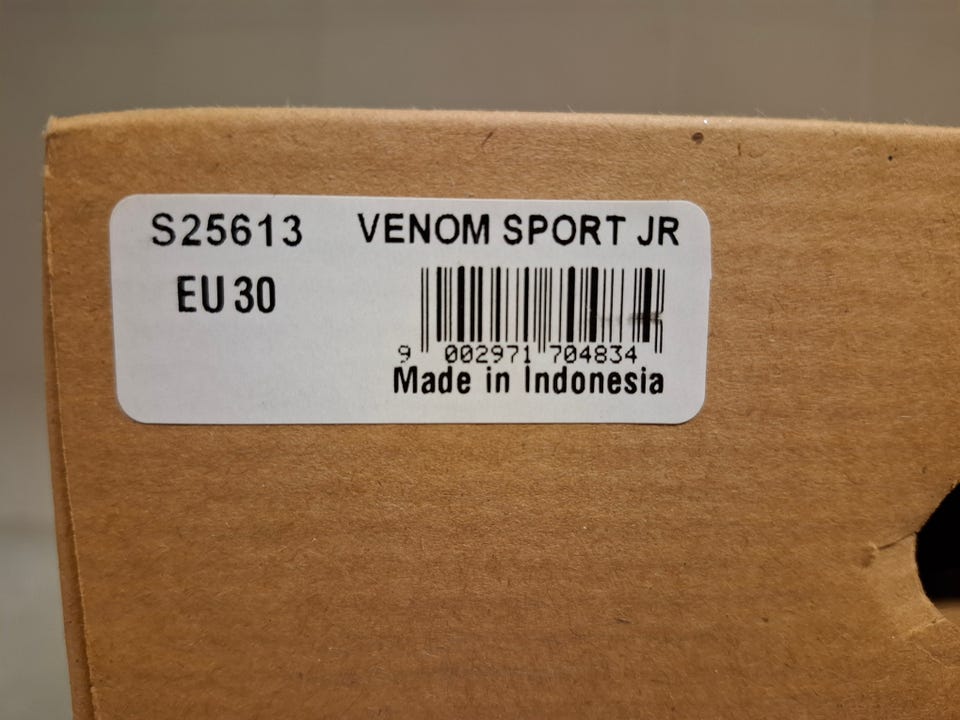 S25613 VENOM SPORT JR
EU 30
9 002971 704834
Made in Indonesia